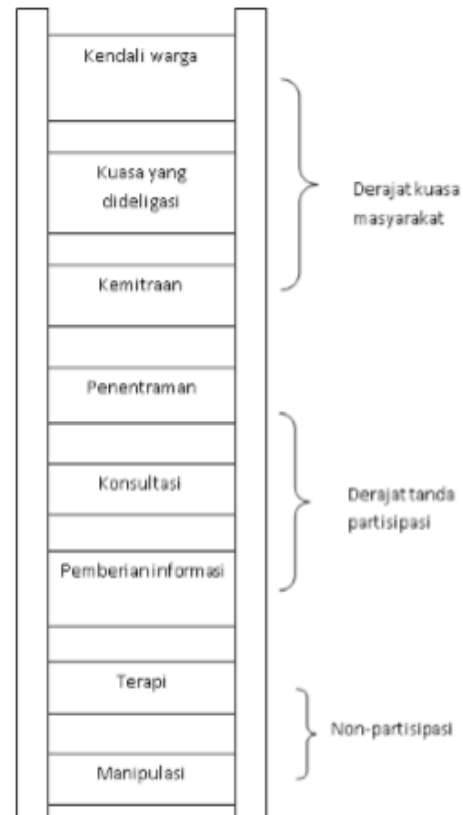 Kendali warga
Kuasa yang
dideligasi
Kemitraan
Derajat kuasa
masyarakat
Penentraman
Konsultasi
Pemberian informasi
Derajat tanda
partisipasi
Terapi
Manipulasi
Non-partisipasi